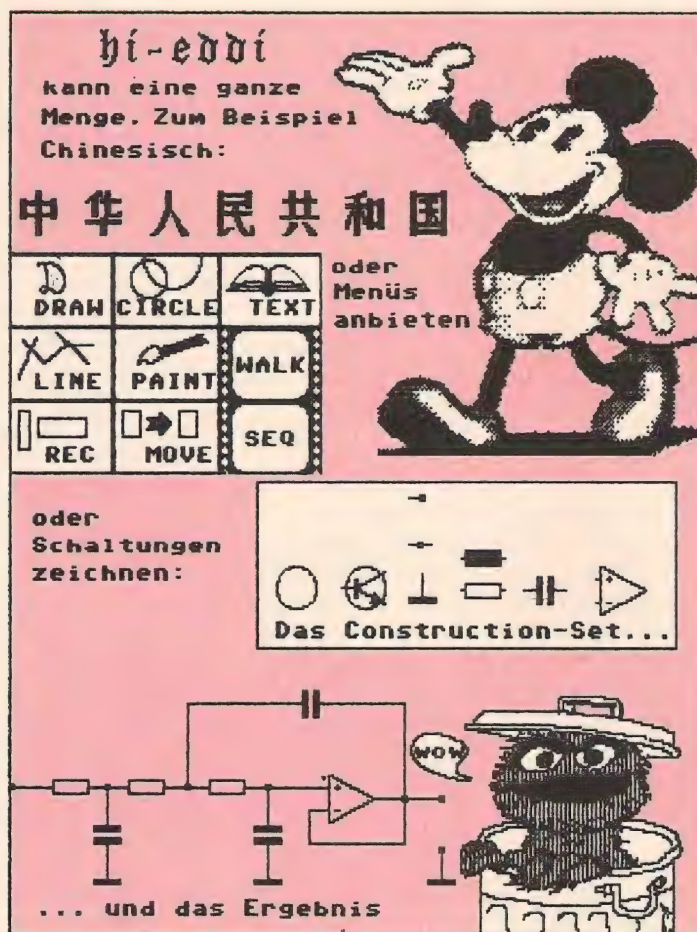 hi-eddi
kann eine ganze
Menge. Zum Beispiel
Chinesisch:
中华人民共和国
DRAW CIRCLE TEXT
LINE PAINT WALK
REC MOVE SEQ
oder
Menüs
anbieten
oder
Schaltungen
zeichnen:
Das Construction-Set...
WOW
... und das Ergebnis